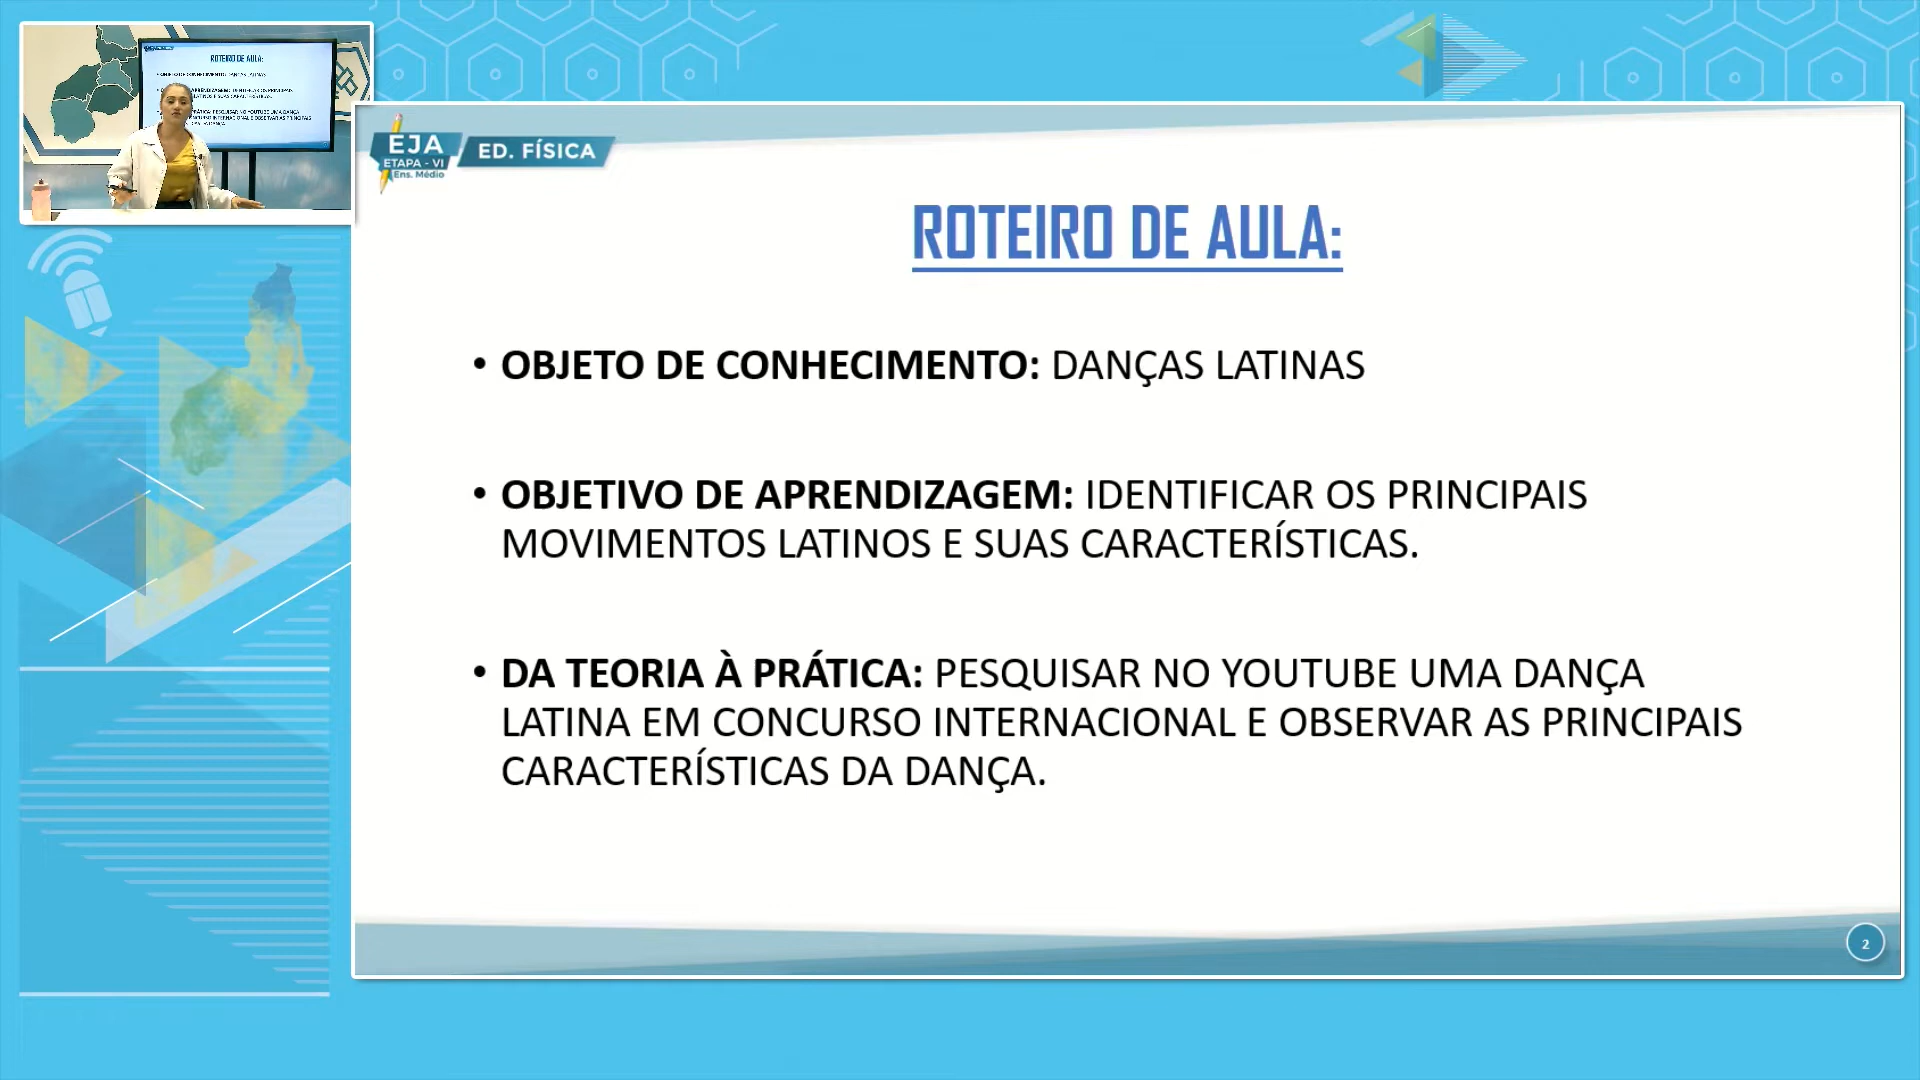 ROTEIRO DE AULA:
EJA
ETAPA - VI
Ens. Médio
ED. FÍSICA
ROTEIRO DE AULA:
• OBJETO DE CONHECIMENTO: DANÇAS LATINAS
• OBJETIVO DE APRENDIZAGEM: IDENTIFICAR OS PRINCIPAIS
MOVIMENTOS LATINOS E SUAS CARACTERÍSTICAS.
• DA TEORIA À PRÁTICA: PESQUISAR NO YOUTUBE UMA DANÇA
LATINA EM CONCURSO INTERNACIONAL E OBSERVAR AS PRINCIPAIS
CARACTERÍSTICAS DA DANÇA.
2